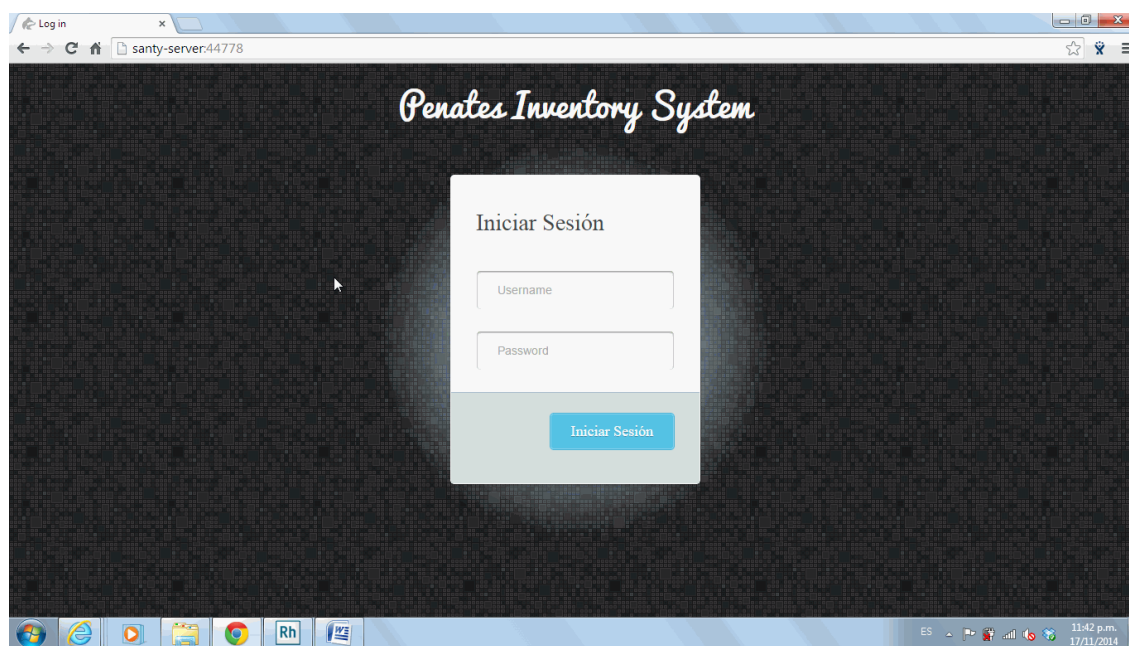 Log in
santy-server:44778
Penates Inventory System
Iniciar Sesión
Username
Password
Iniciar Sesión
Rh
W
ES
11:42 p.m.
17/11/2014